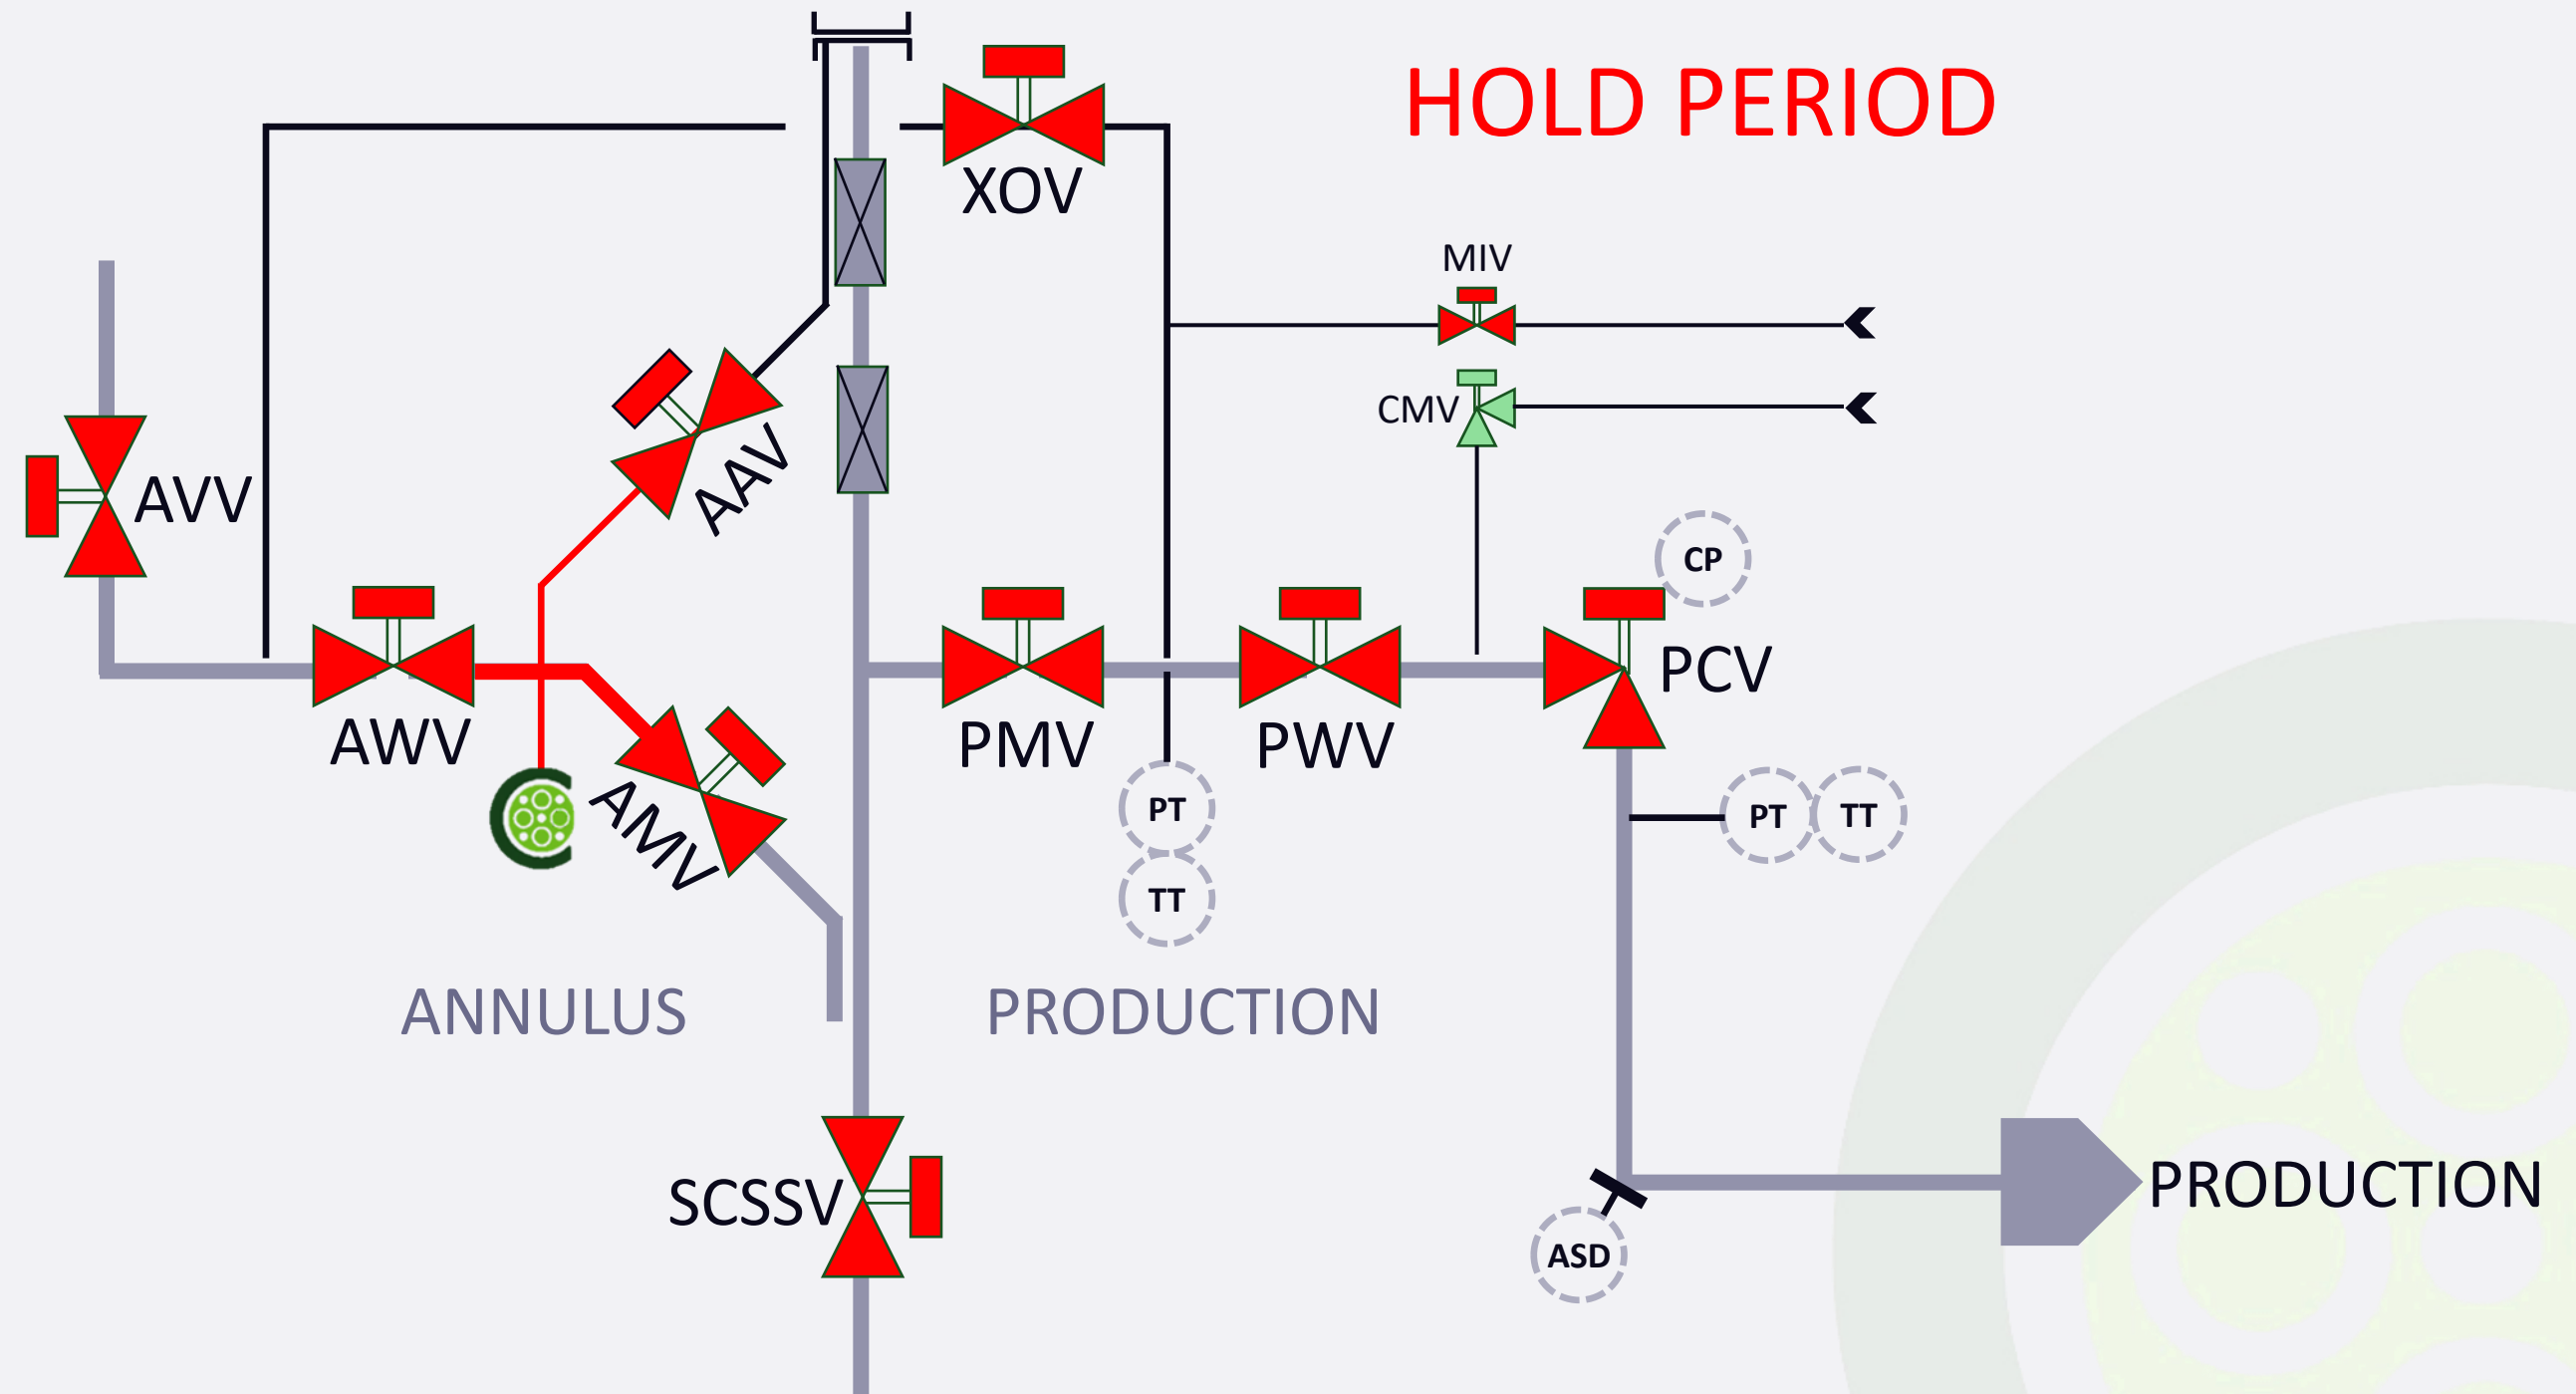 HOLD PERIOD
XOV
MIV
CMV
AVV
AAV
CP
AWV
PMV
PWV
PCV
AMV
PT
TT
PT
TT
ANNULUS
PRODUCTION
SCSSV
PRODUCTION
ASD